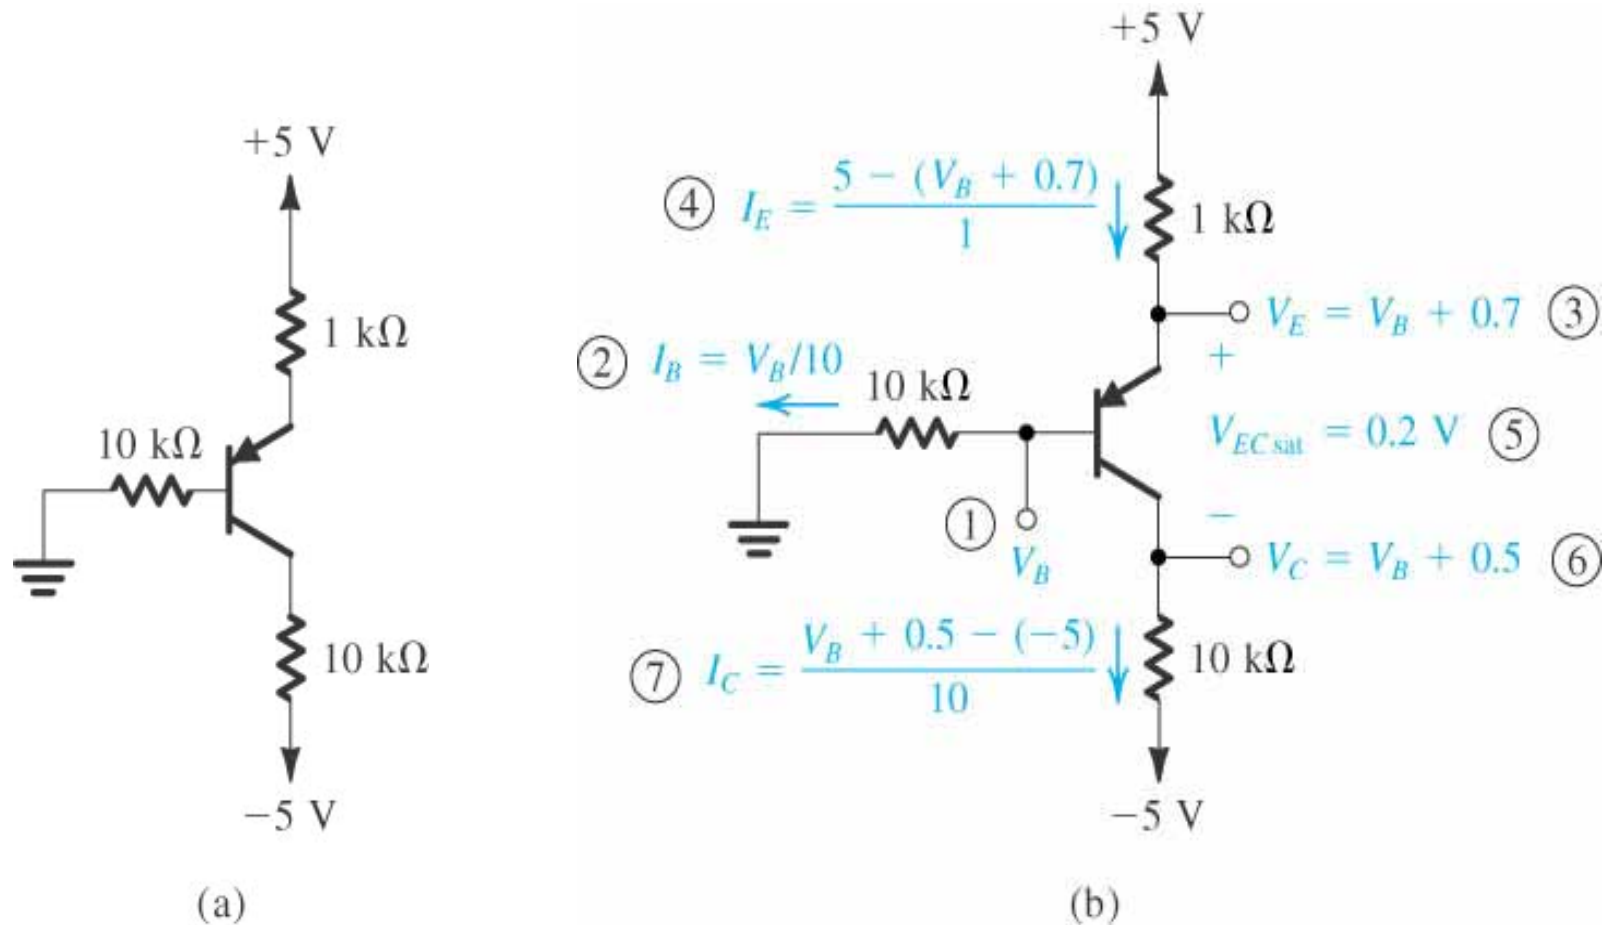 +5 V
1 kΩ
10 kΩ
10 kΩ
−5 V
(a)
+5 V
④ I_E = 5 − (V_B + 0.7) / 1
1 kΩ
V_E = V_B + 0.7 ③
② I_B = V_B/10
10 kΩ
+
V_EC sat = 0.2 V ⑤
①
V_B
−
V_C = V_B + 0.5 ⑥
⑦ I_C = V_B + 0.5 − (−5) / 10
10 kΩ
−5 V
(b)